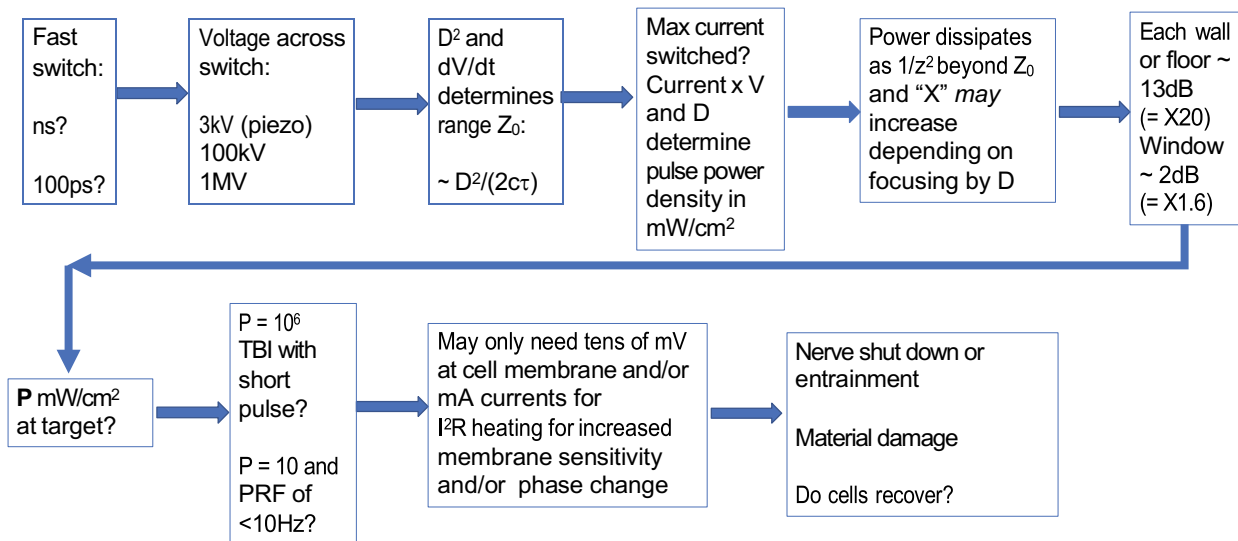 Fast
switch:
ns?
100ps?
Voltage across
switch:
3kV (piezo)
100kV
1MV
D² and
dV/dt
determines
range Z₀:
~ D²/(2cτ)
Max current
switched?
Current x V
and D
determine
pulse power
density in
mW/cm²
Power dissipates
as 1/z² beyond Z₀
and “X” may
increase
depending on
focusing by D
Each wall
or floor ~
13dB
(= X20)
Window
~ 2dB
(= X1.6)
P mW/cm²
at target?
P = 10⁶
TBI with
short
pulse?
P = 10 and
PRF of
<10Hz?
May only need tens of mV
at cell membrane and/or
mA currents for
I²R heating for increased
membrane sensitivity
and/or phase change
Nerve shut down or
entrainment
Material damage
Do cells recover?